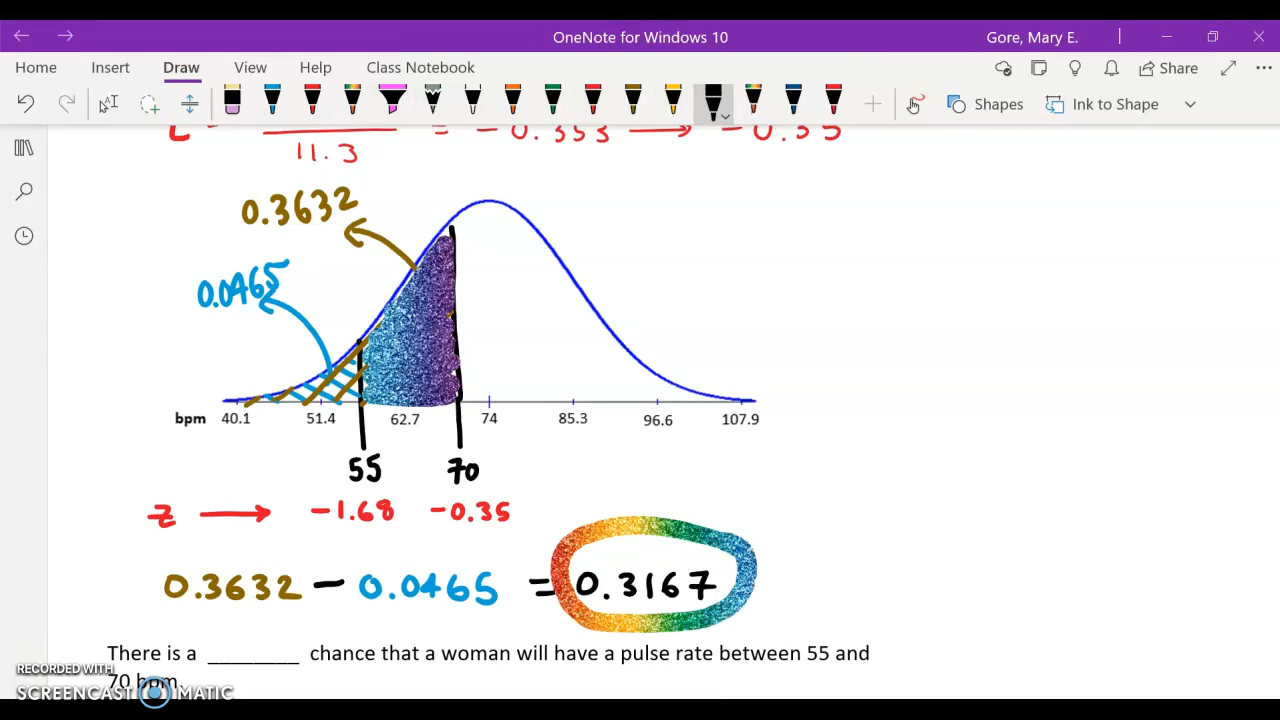 OneNote for Windows 10
Gore, Mary E.
Home Insert Draw View Help Class Notebook
Share
Shapes
Ink to Shape
= -0.353 → -0.35
11.3
0.3632
0.0465
bpm 40.1 51.4 62.7 74 85.3 96.6 107.9
55 70
z → -1.68 -0.35
0.3632 - 0.0465 = 0.3167
There is a ________ chance that a woman will have a pulse rate between 55 and
70 bpm
RECORDED WITH
SCREENCAST MATIC